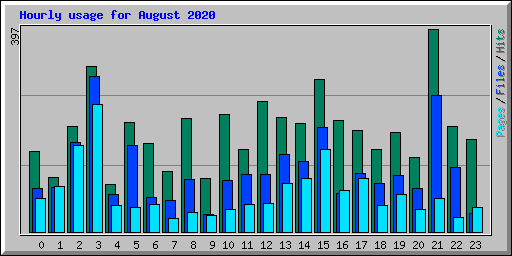 Hourly usage for August 2020
397
Pages / Files / Hits
0 1 2 3 4 5 6 7 8 9 10 11 12 13 14 15 16 17 18 19 20 21 22 23